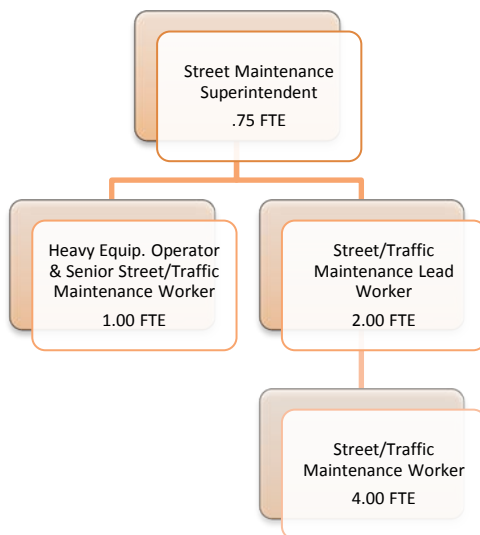 Street Maintenance
Superintendent
.75 FTE
Heavy Equip. Operator
& Senior Street/Traffic
Maintenance Worker
1.00 FTE
Street/Traffic
Maintenance Lead
Worker
2.00 FTE
Street/Traffic
Maintenance Worker
4.00 FTE